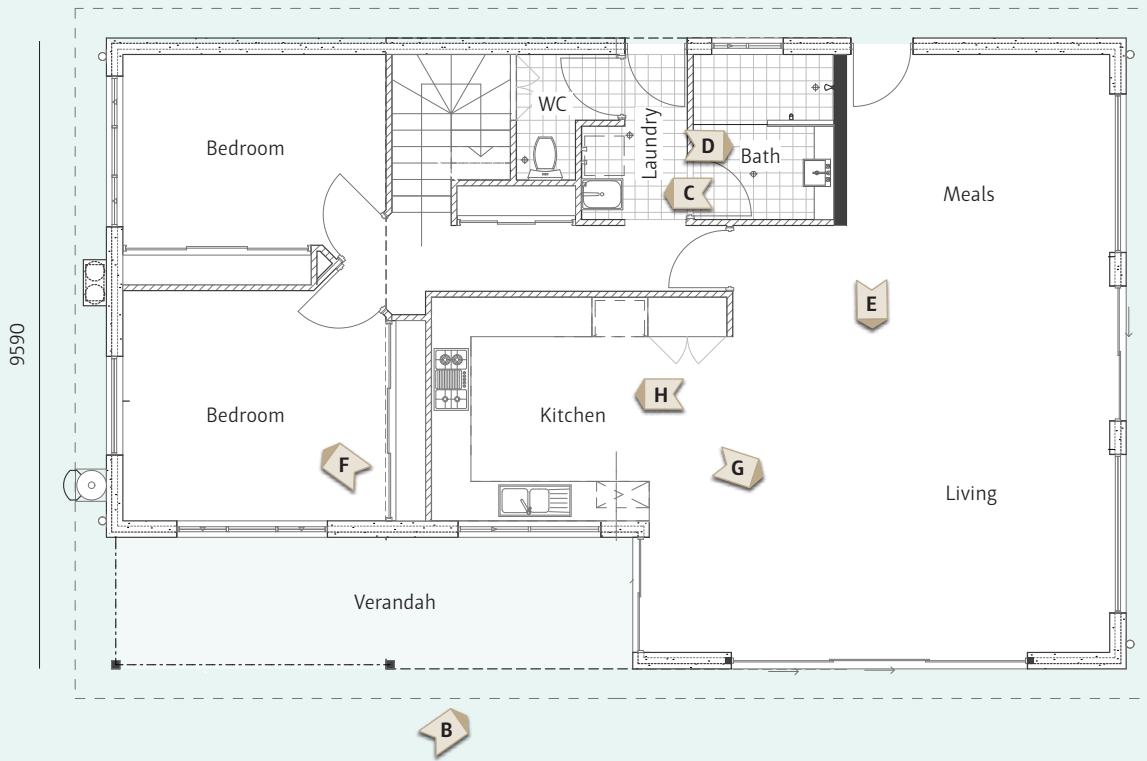 WC
Laundry
Bedroom
D
Bath
C
Meals
E
9590
H
Bedroom
Kitchen
F
G
Living
Verandah
B